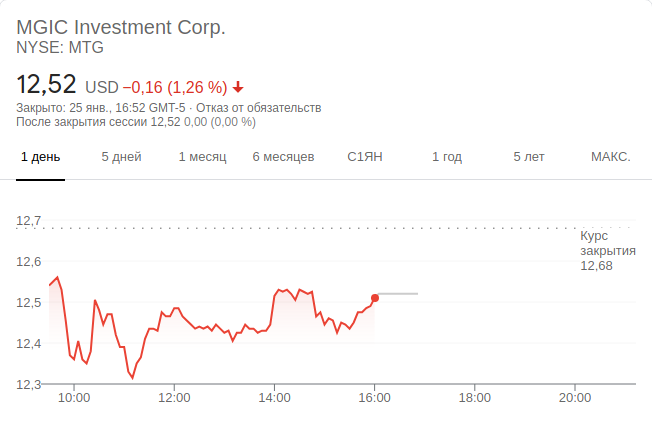 MGIC Investment Corp.
NYSE: MTG
12,52 USD −0,16 (1,26 %)
Закрыто: 25 янв., 16:52 GMT-5 · Отказ от обязательств
После закрытия сессии 12,52 0,00 (0,00 %)
1 день 5 дней 1 месяц 6 месяцев С1ЯН 1 год 5 лет МАКС.
12,7
Курс
закрытия
12,68
12,6
12,5
12,4
12,3
10:00 12:00 14:00 16:00 18:00 20:00